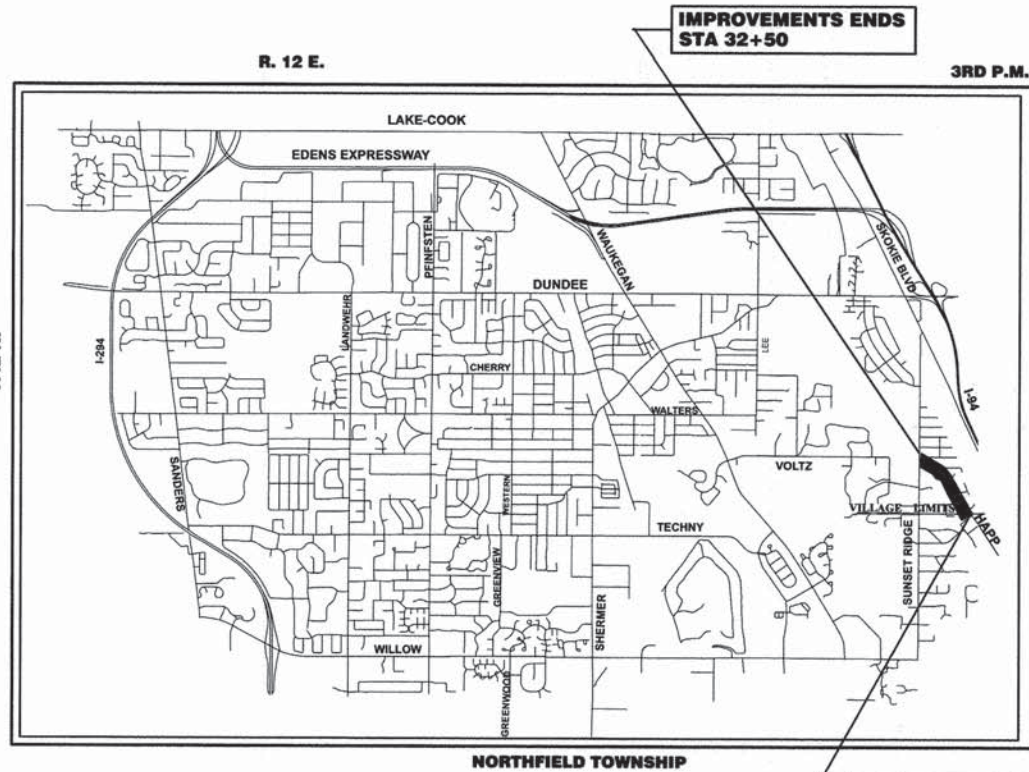 IMPROVEMENTS ENDS
STA 32+50
R. 12 E.
3RD P.M.
LAKE-COOK
EDENS EXPRESSWAY
PFINFSTEN
WAUKEGAN
SKOKIE BLVD
DUNDEE
I-294
LANDWEHR
LEE
CHERRY
I-94
WALTERS
SANDERS
VOLTZ
WESTERN
VILLAGE LIMITS
HAPP
TECHNY
SUNSET RIDGE
GREENVIEW
SHERMER
WILLOW
GREENWOOD
NORTHFIELD TOWNSHIP